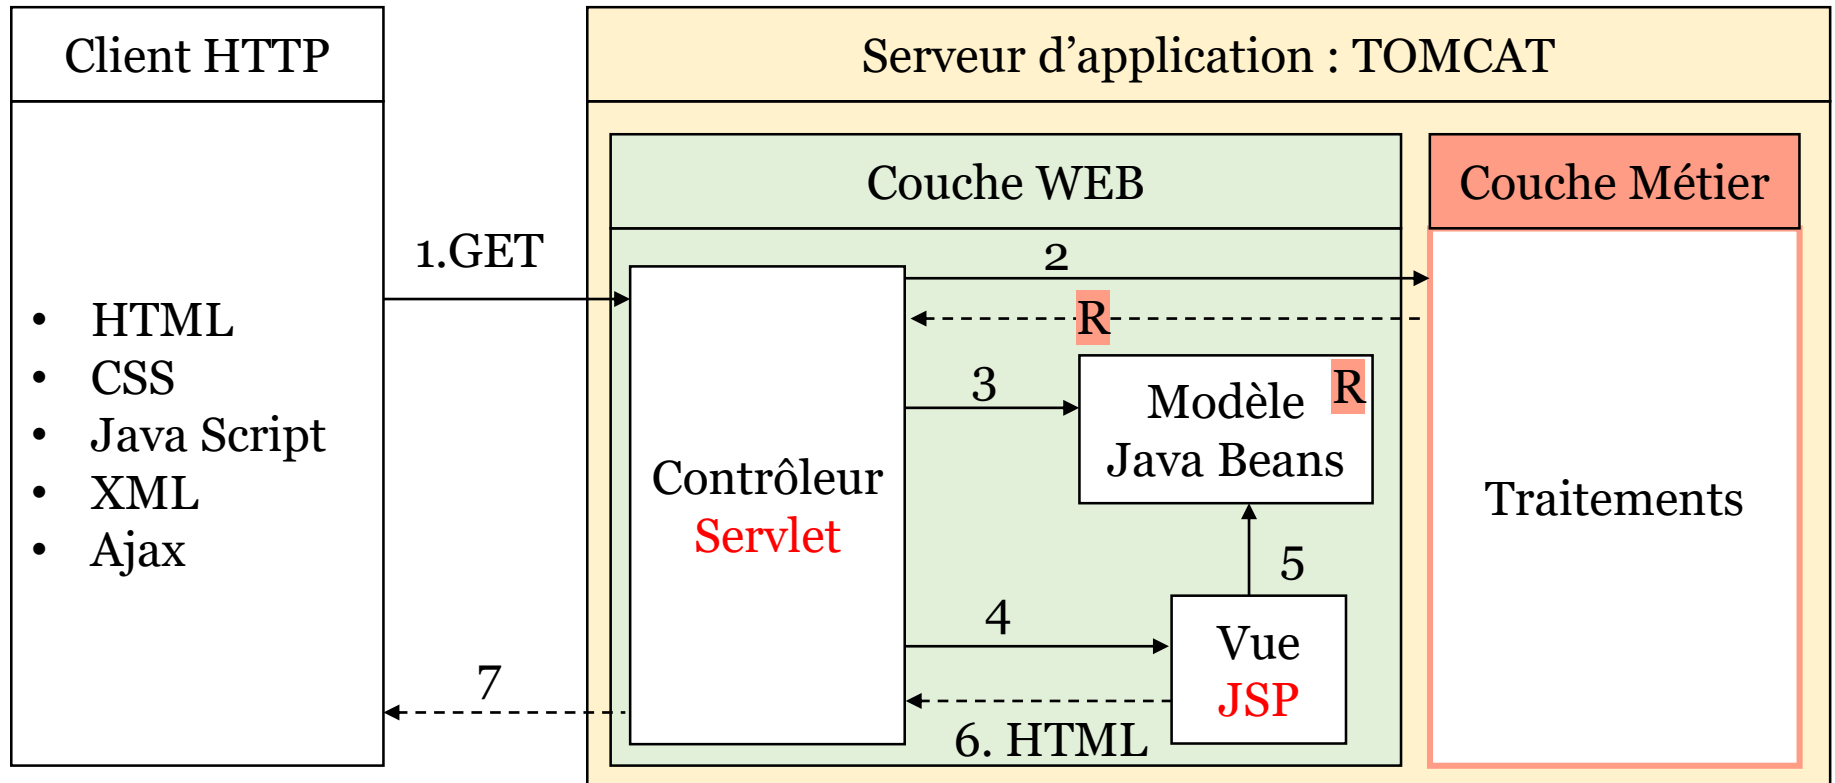 Client HTTP
Serveur d’application : TOMCAT
Couche WEB
Couche Métier
1.GET
2
R
• HTML
• CSS
• Java Script
• XML
• Ajax
3
Modèle
R
Java Beans
Contrôleur
Servlet
Traitements
5
4
Vue
JSP
7
6. HTML